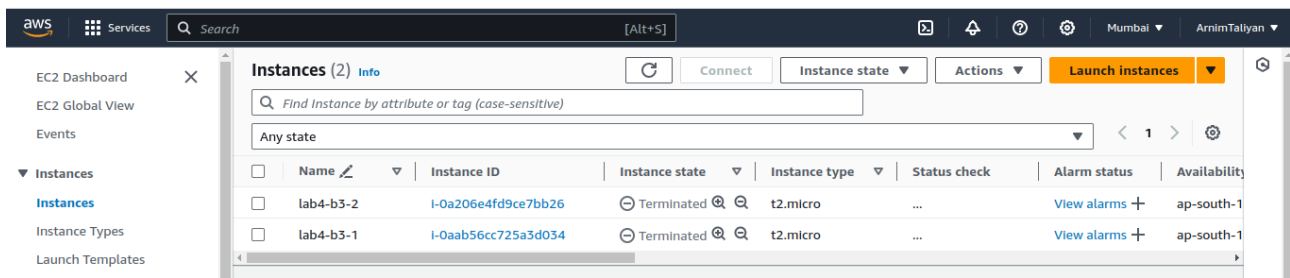 aws Services Search [Alt+S] Mumbai ▼ ArnimTaliyan ▼
EC2 Dashboard
EC2 Global View
Events
Instances
Instances
Instance Types
Launch Templates
Instances (2) Info Connect Instance state ▼ Actions ▼ Launch instances ▼
Find Instance by attribute or tag (case-sensitive)
Any state 1
Name Instance ID Instance state Instance type Status check Alarm status Availability
lab4-b3-2 i-0a206e4fd9ce7bb26 Terminated t2.micro ... View alarms + ap-south-1
lab4-b3-1 i-0aab56cc725a3d034 Terminated t2.micro ... View alarms + ap-south-1